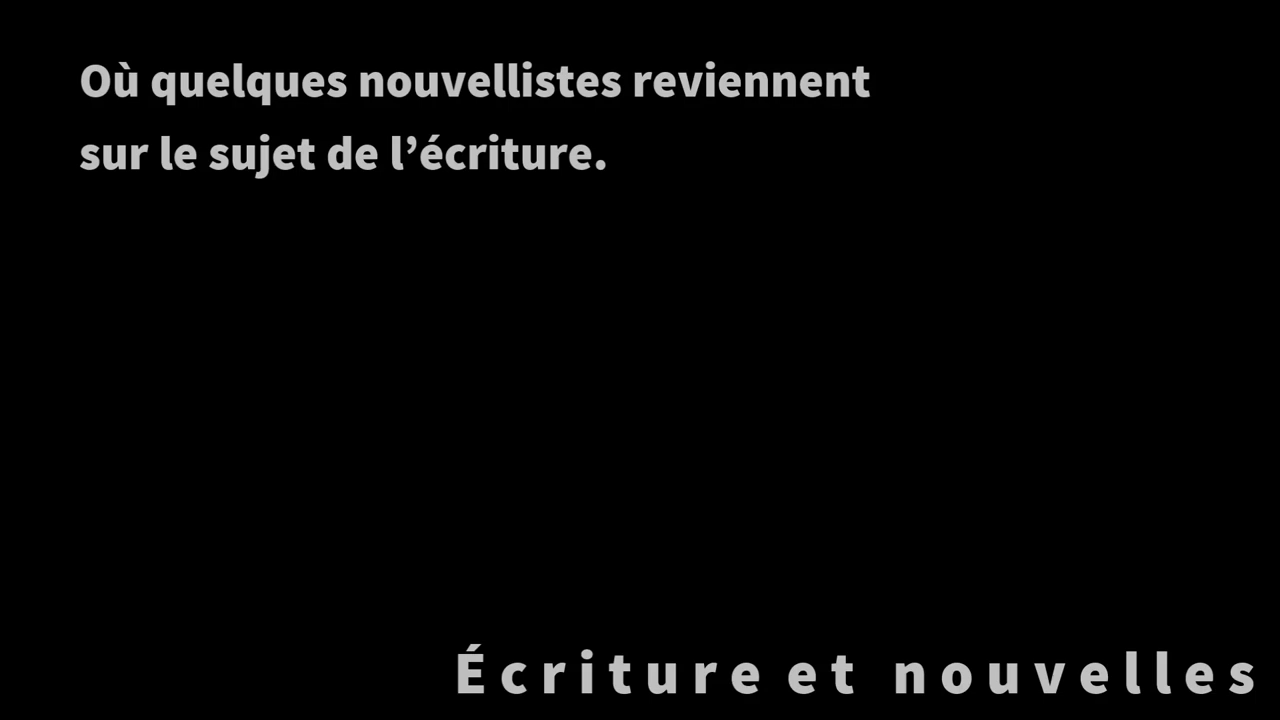 Où quelques nouvellistes reviennent
sur le sujet de l’écriture.
Écriture et nouvelles